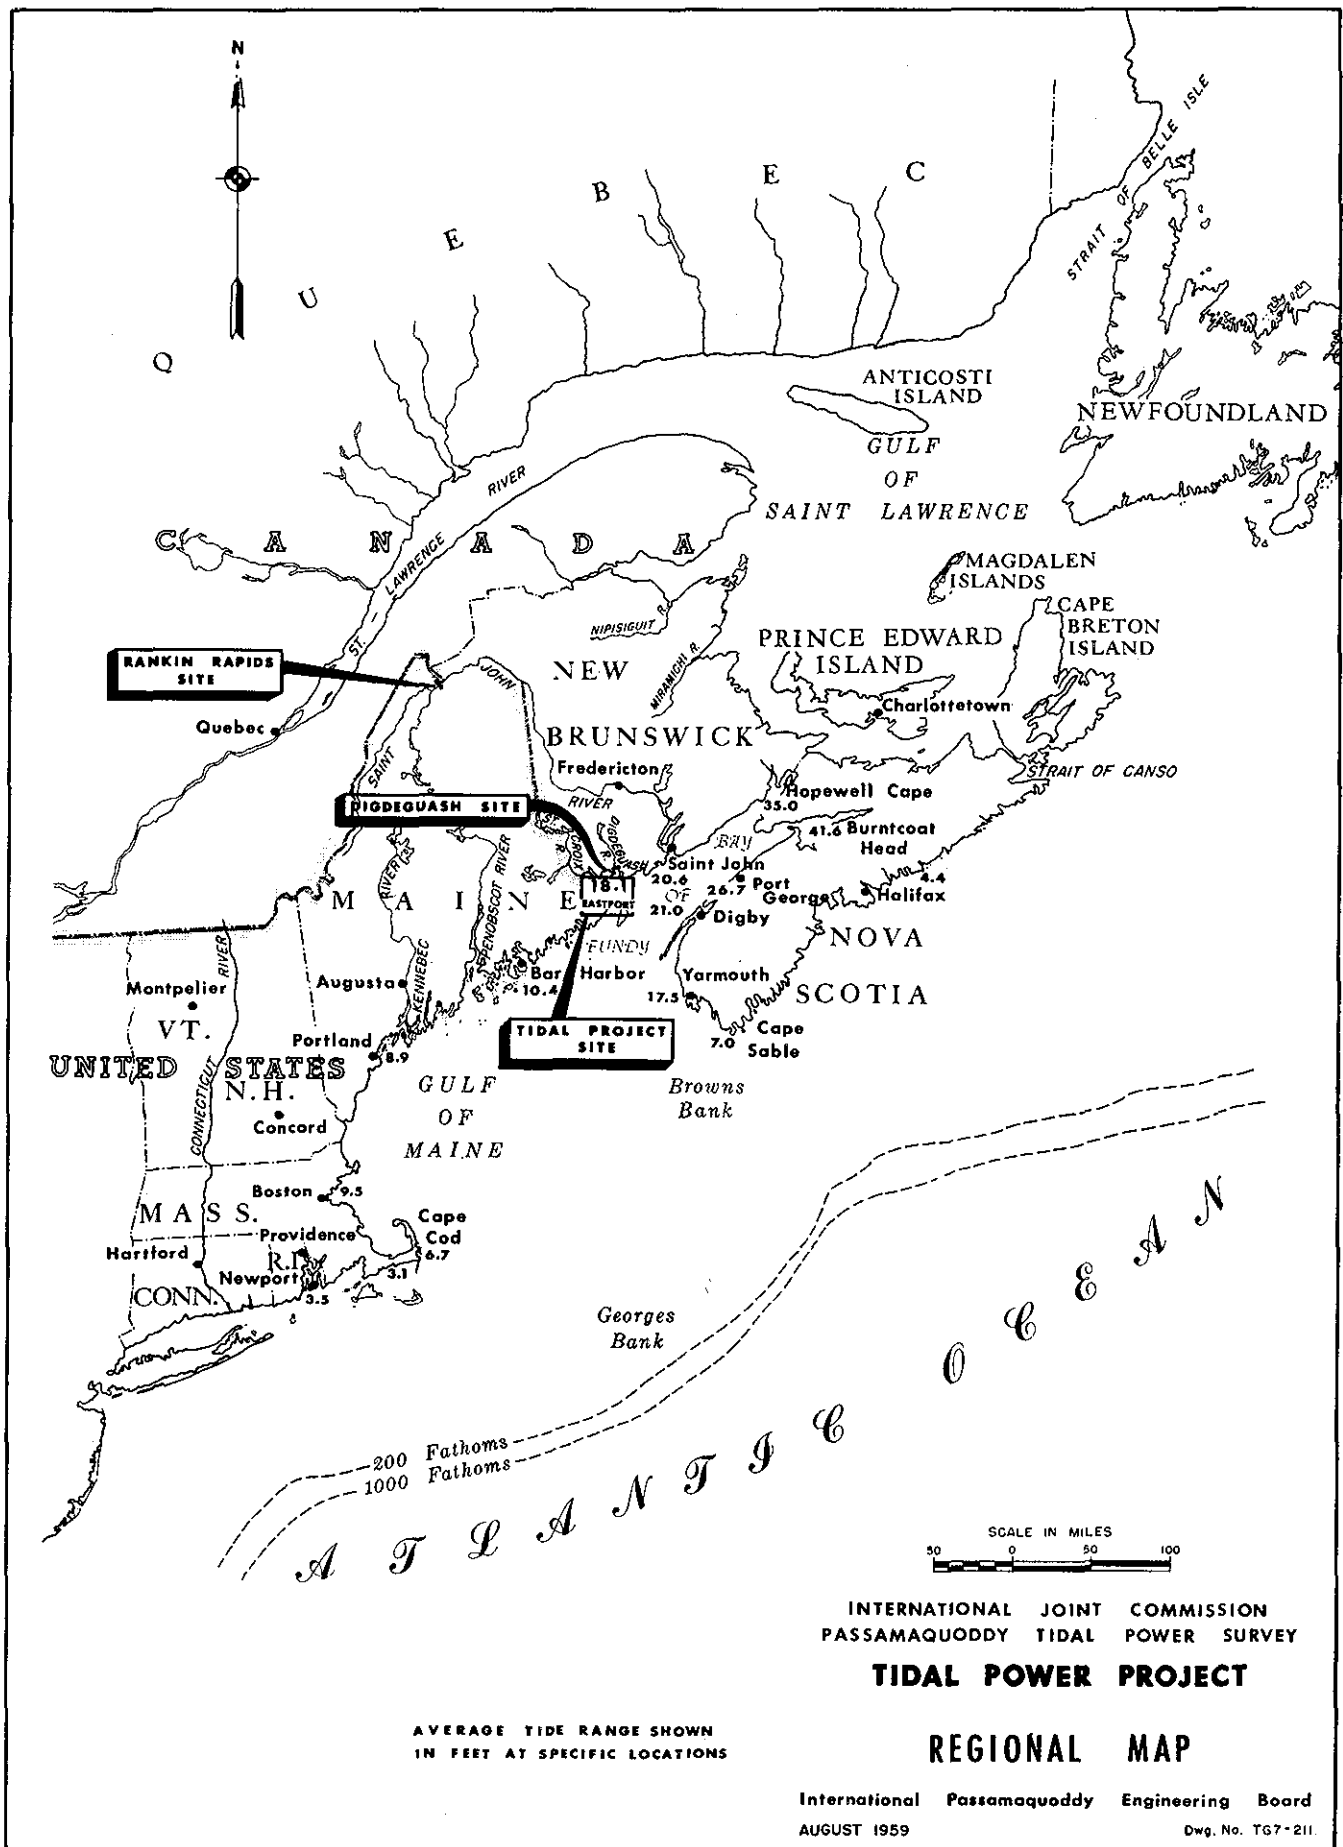 N
QUEBEC
STRAIT OF BELLE ISLE
ANTICOSTI
ISLAND
NEWFOUNDLAND
GULF
OF
SAINT LAWRENCE
ST. LAWRENCE RIVER
CANADA
MAGDALEN
ISLANDS
CAPE
BRETON
ISLAND
NIPISIGUIT R.
MIRAMICHI R.
PRINCE EDWARD
ISLAND
NEW
BRUNSWICK
RANKIN RAPIDS
SITE
SAINT JOHN RIVER
Charlottetown
Quebec
STRAIT OF CANSO
Fredericton
Hopewell Cape
35.0
DIGDEGUASH SITE
ST. CROIX R.
DIGDEGUASH R.
41.6 Burntcoat
Head
BAY
OF
FUNDY
Saint John
20.6
26.7 Port
George
4.4
Halifax
21.0
Digby
18.1
EASTPORT
MAINE
RIVER
KENNEBEC
PENOBSCOT RIVER
NOVA
SCOTIA
Bar Harbor
10.4
Yarmouth
17.5
7.0 Cape
Sable
Augusta
Montpelier
VT.
CONNECTICUT RIVER
TIDAL PROJECT
SITE
Portland
8.9
UNITED STATES
N.H.
Concord
GULF
OF
MAINE
Browns
Bank
Boston 9.5
MASS.
Cape
Cod
6.7
Providence
Hartford
R.I.
Newport
3.1
3.5
CONN.
Georges
Bank
200 Fathoms
1000 Fathoms
ATLANTIC OCEAN
SCALE IN MILES
50 0 50 100
INTERNATIONAL JOINT COMMISSION
PASSAMAQUODDY TIDAL POWER SURVEY
TIDAL POWER PROJECT
AVERAGE TIDE RANGE SHOWN
IN FEET AT SPECIFIC LOCATIONS
REGIONAL MAP
International Passamaquoddy Engineering Board
AUGUST 1959
Dwg. No. TG7-211